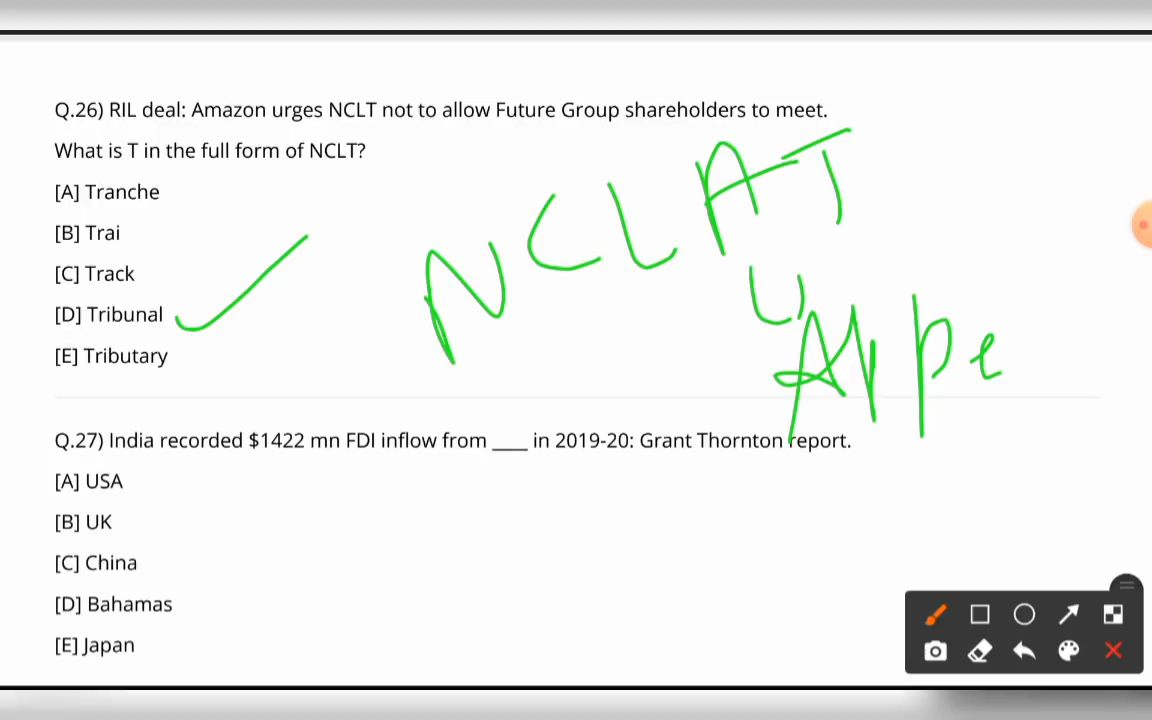 Q.26) RIL deal: Amazon urges NCLT not to allow Future Group shareholders to meet.
What is T in the full form of NCLT?
[A] Tranche
[B] Trai
[C] Track
[D] Tribunal
[E] Tributary
NCLAT
Appe
Q.27) India recorded $1422 mn FDI inflow from ___ in 2019-20: Grant Thornton report.
[A] USA
[B] UK
[C] China
[D] Bahamas
[E] Japan